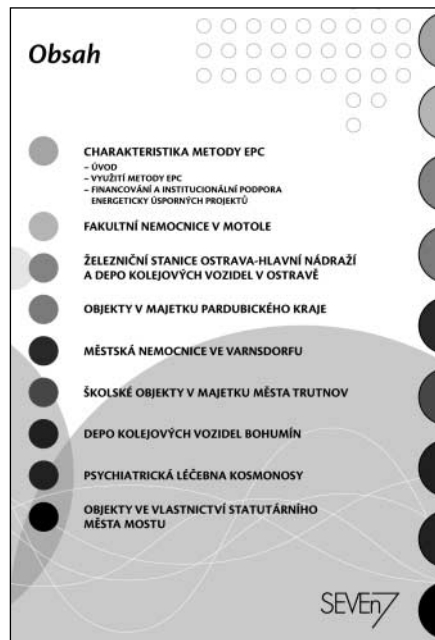 Obsah
CHARAKTERISTIKA METODY EPC
– ÚVOD
– VYUŽITÍ METODY EPC
– FINANCOVÁNÍ A INSTITUCIONÁLNÍ PODPORA
ENERGETICKY ÚSPORNÝCH PROJEKTŮ
FAKULTNÍ NEMOCNICE V MOTOLE
ŽELEZNIČNÍ STANICE OSTRAVA-HLAVNÍ NÁDRAŽÍ
A DEPO KOLEJOVÝCH VOZIDEL V OSTRAVĚ
OBJEKTY V MAJETKU PARDUBICKÉHO KRAJE
MĚSTSKÁ NEMOCNICE VE VARNSDORFU
ŠKOLSKÉ OBJEKTY V MAJETKU MĚSTA TRUTNOV
DEPO KOLEJOVÝCH VOZIDEL BOHUMÍN
PSYCHIATRICKÁ LÉČEBNA KOSMONOSY
OBJEKTY VE VLASTNICTVÍ STATUTÁRNÍHO
MĚSTA MOSTU
SEVEn7